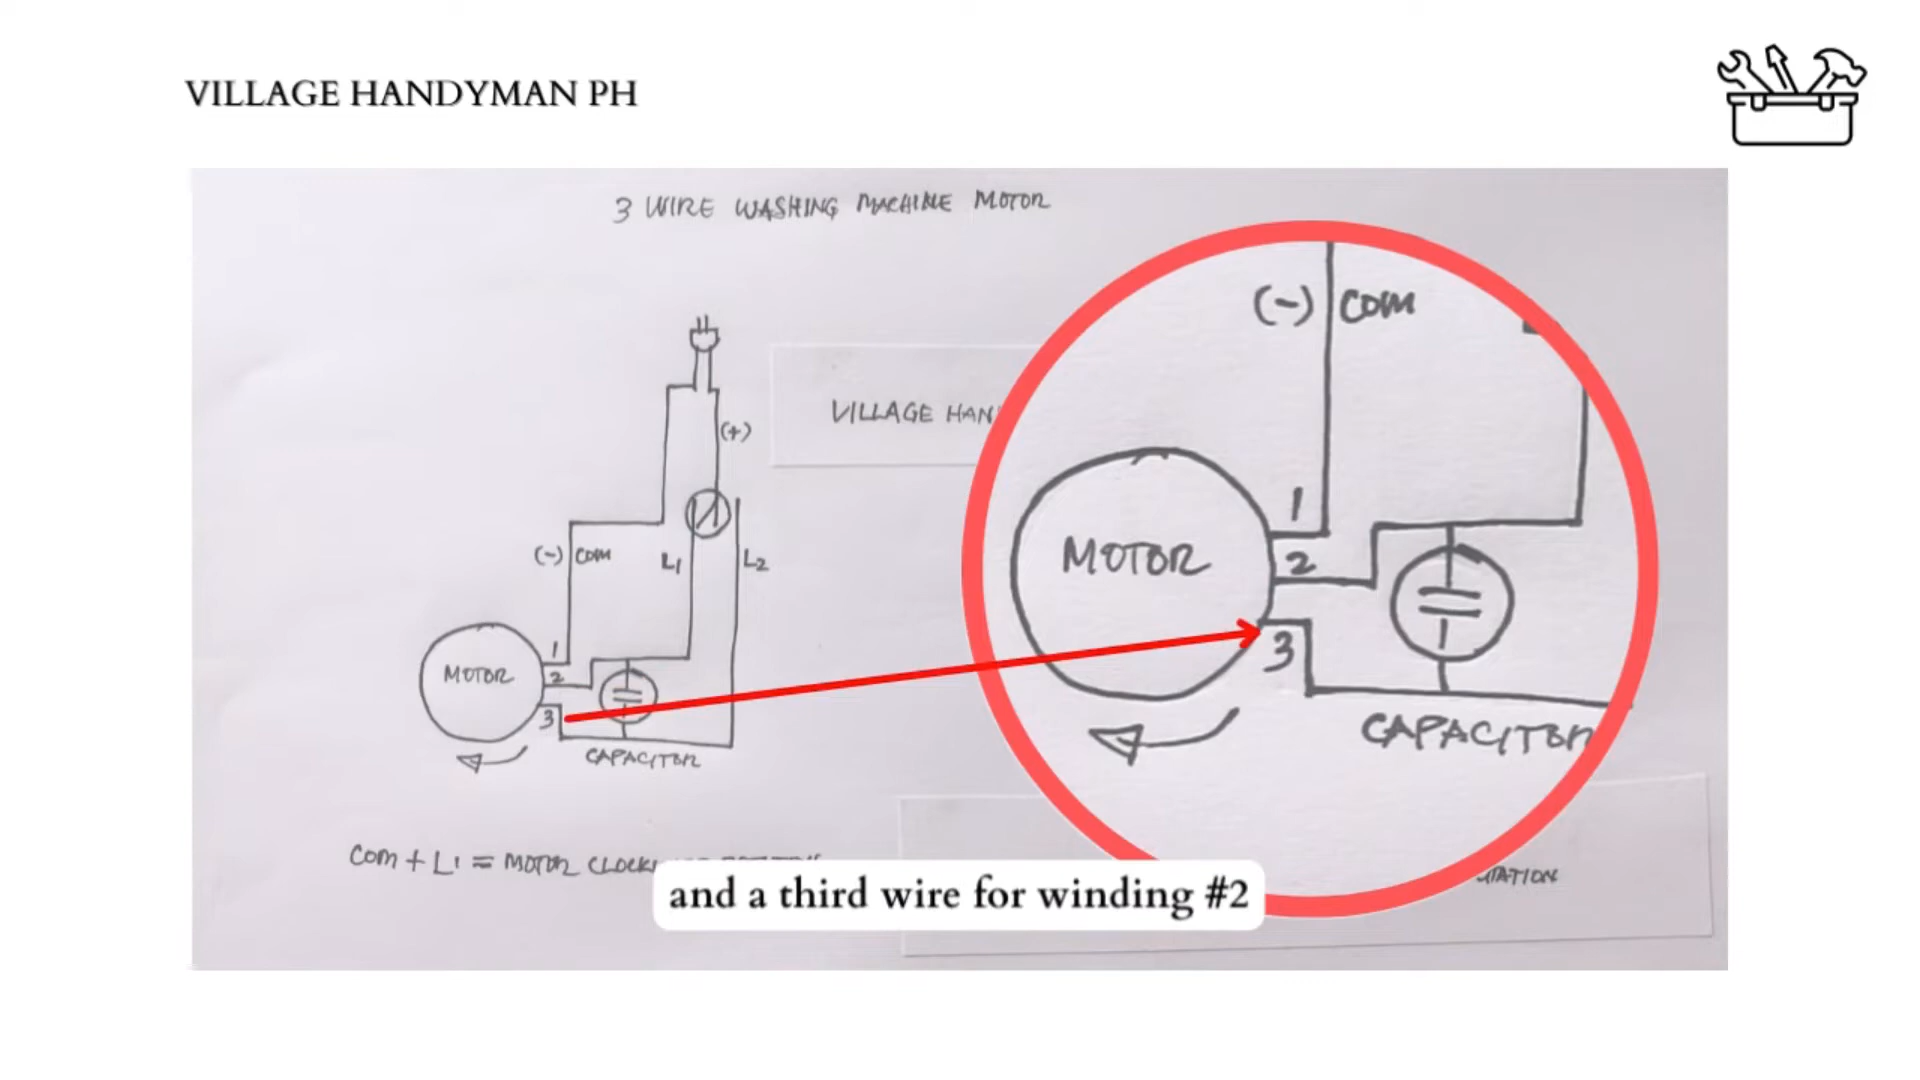 VILLAGE HANDYMAN PH
3 WIRE WASHING MACHINE MOTOR
(+)
VILLAGE HAN
(-) COM
L1
L2
MOTOR
1
2
3
CAPACITOR
(-) COM
MOTOR
1
2
3
CAPACITOR
COM + L1 = MOTOR
and a third wire for winding #2